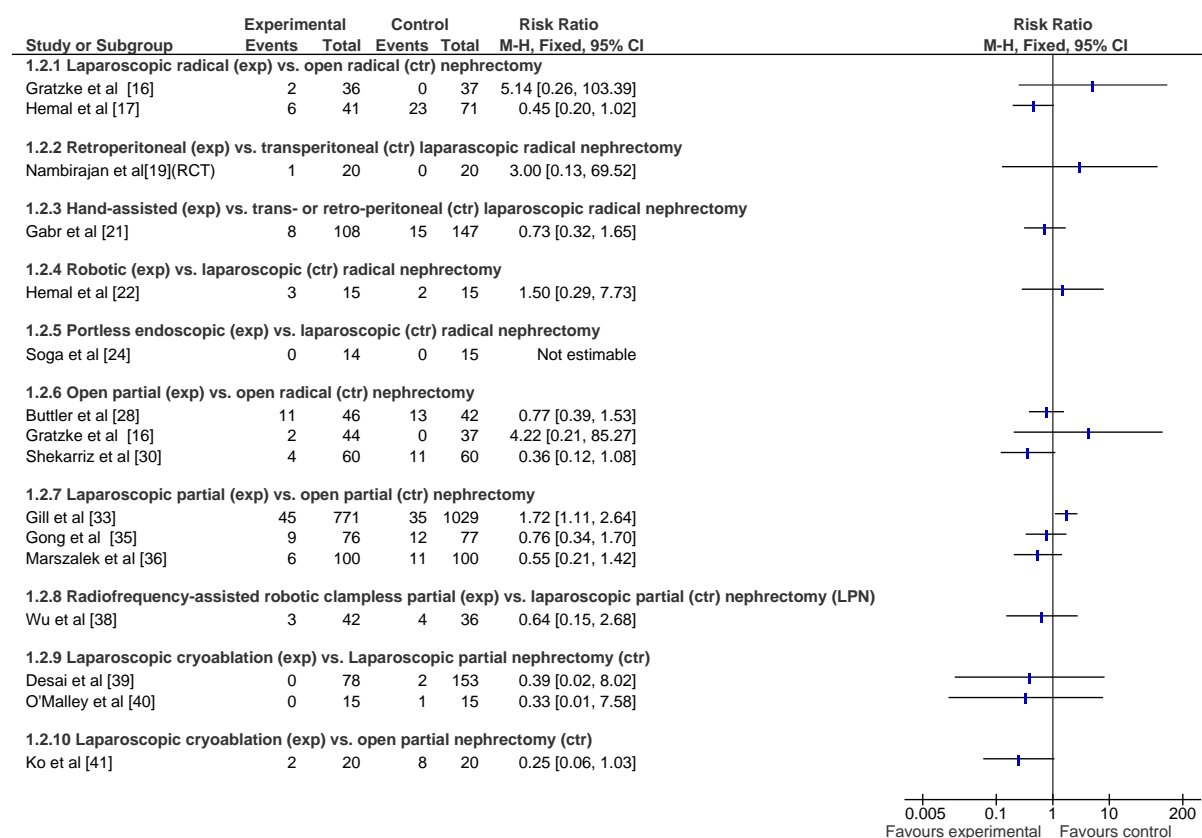 Experimental Control Risk Ratio Risk Ratio
Study or Subgroup Events Total Events Total M-H, Fixed, 95% CI M-H, Fixed, 95% CI
1.2.1 Laparoscopic radical (exp) vs. open radical (ctr) nephrectomy
Gratzke et al [16] 2 36 0 37 5.14 [0.26, 103.39]
Hemal et al [17] 6 41 23 71 0.45 [0.20, 1.02]
1.2.2 Retroperitoneal (exp) vs. transperitoneal (ctr) laparascopic radical nephrectomy
Nambirajan et al[19](RCT) 1 20 0 20 3.00 [0.13, 69.52]
1.2.3 Hand-assisted (exp) vs. trans- or retro-peritoneal (ctr) laparoscopic radical nephrectomy
Gabr et al [21] 8 108 15 147 0.73 [0.32, 1.65]
1.2.4 Robotic (exp) vs. laparoscopic (ctr) radical nephrectomy
Hemal et al [22] 3 15 2 15 1.50 [0.29, 7.73]
1.2.5 Portless endoscopic (exp) vs. laparoscopic (ctr) radical nephrectomy
Soga et al [24] 0 14 0 15 Not estimable
1.2.6 Open partial (exp) vs. open radical (ctr) nephrectomy
Buttler et al [28] 11 46 13 42 0.77 [0.39, 1.53]
Gratzke et al [16] 2 44 0 37 4.22 [0.21, 85.27]
Shekarriz et al [30] 4 60 11 60 0.36 [0.12, 1.08]
1.2.7 Laparoscopic partial (exp) vs. open partial (ctr) nephrectomy
Gill et al [33] 45 771 35 1029 1.72 [1.11, 2.64]
Gong et al [35] 9 76 12 77 0.76 [0.34, 1.70]
Marszalek et al [36] 6 100 11 100 0.55 [0.21, 1.42]
1.2.8 Radiofrequency-assisted robotic clampless partial (exp) vs. laparoscopic partial (ctr) nephrectomy (LPN)
Wu et al [38] 3 42 4 36 0.64 [0.15, 2.68]
1.2.9 Laparoscopic cryoablation (exp) vs. Laparoscopic partial nephrectomy (ctr)
Desai et al [39] 0 78 2 153 0.39 [0.02, 8.02]
O'Malley et al [40] 0 15 1 15 0.33 [0.01, 7.58]
1.2.10 Laparoscopic cryoablation (exp) vs. open partial nephrectomy (ctr)
Ko et al [41] 2 20 8 20 0.25 [0.06, 1.03]
0.005 0.1 1 10 200
Favours experimental Favours control